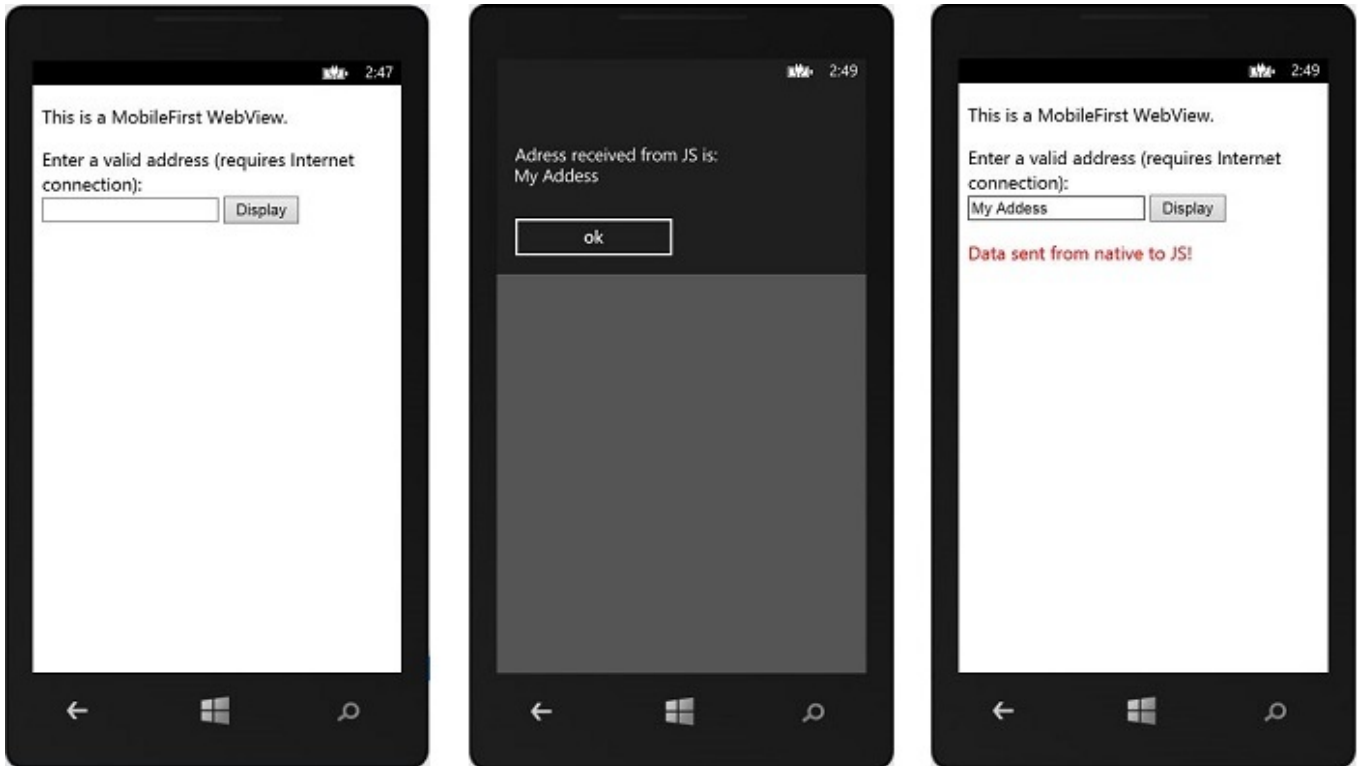 2:47
This is a MobileFirst WebView.
Enter a valid address (requires Internet
connection):
Display
2:49
Adress received from JS is:
My Addess
ok
2:49
This is a MobileFirst WebView.
Enter a valid address (requires Internet
connection):
My Addess Display
Data sent from native to JS!